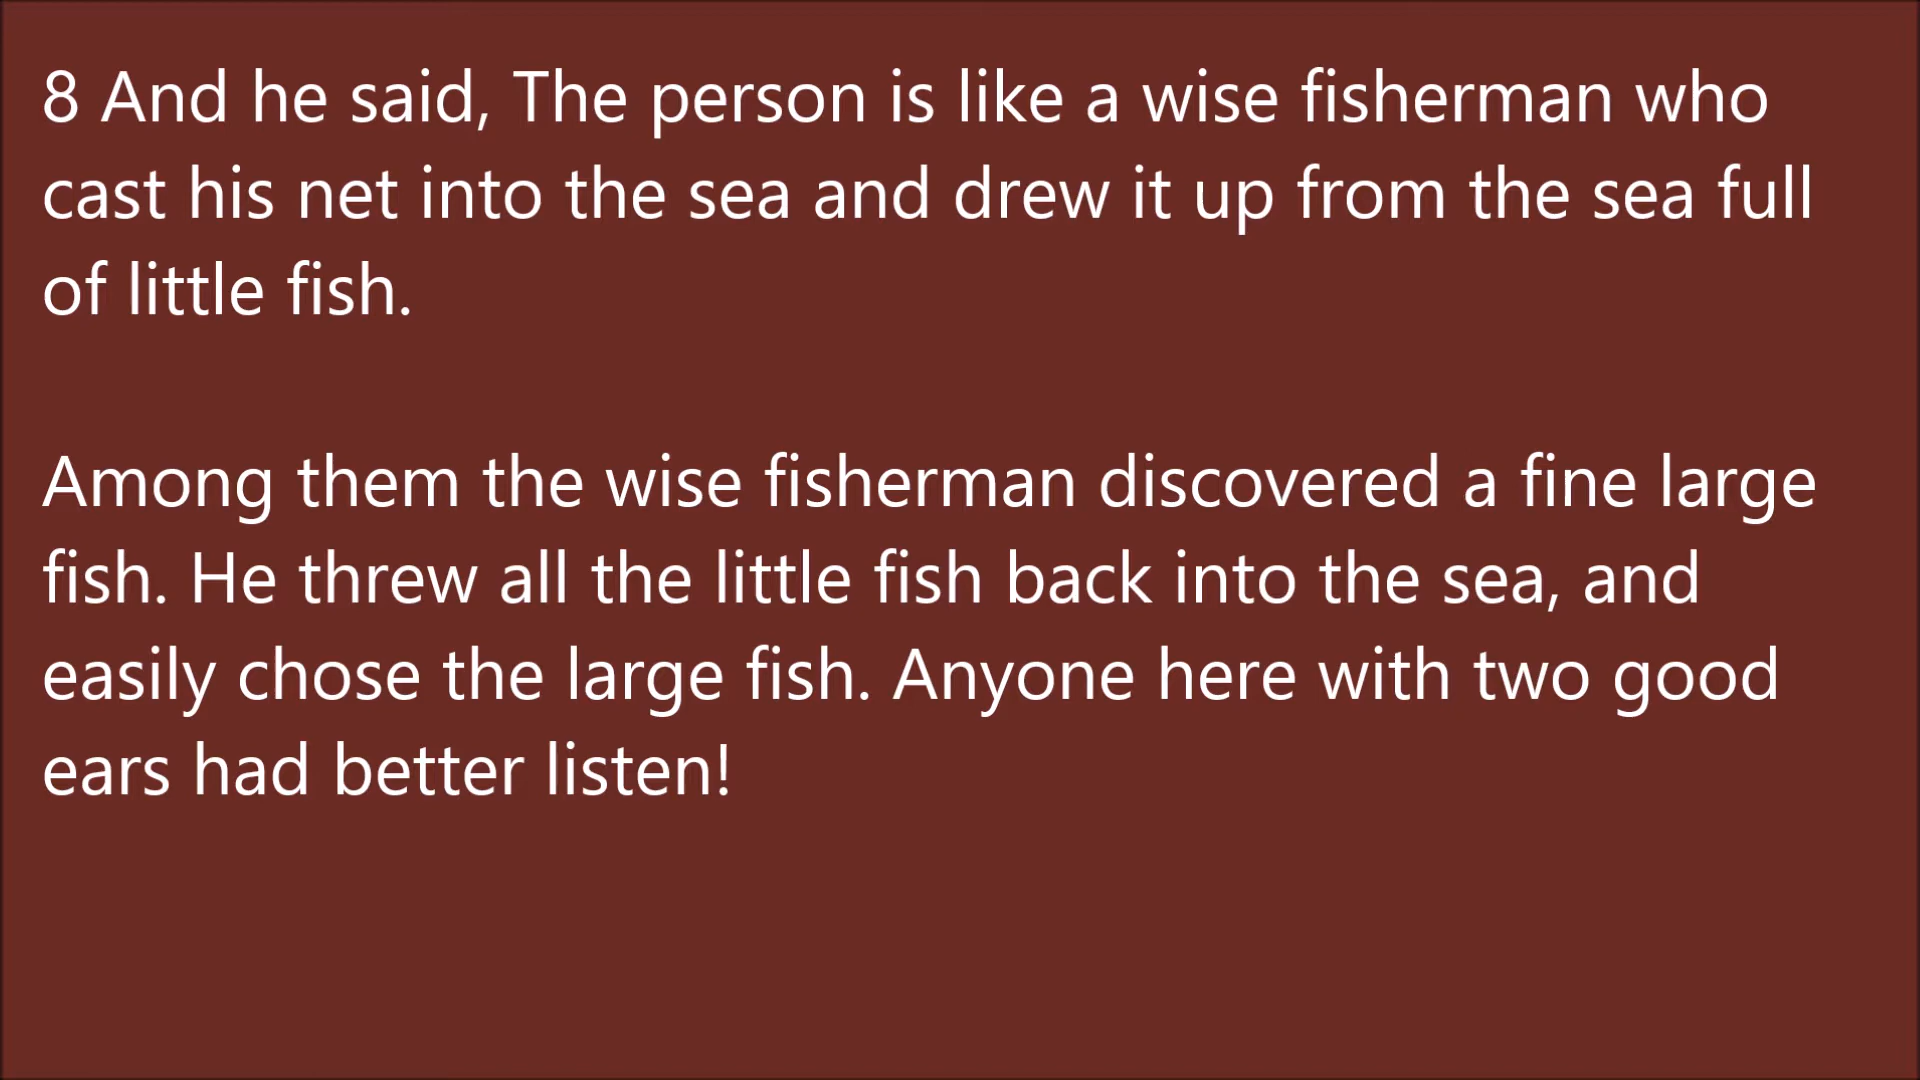 8 And he said, The person is like a wise fisherman who
cast his net into the sea and drew it up from the sea full
of little fish.
Among them the wise fisherman discovered a fine large
fish. He threw all the little fish back into the sea, and
easily chose the large fish. Anyone here with two good
ears had better listen!